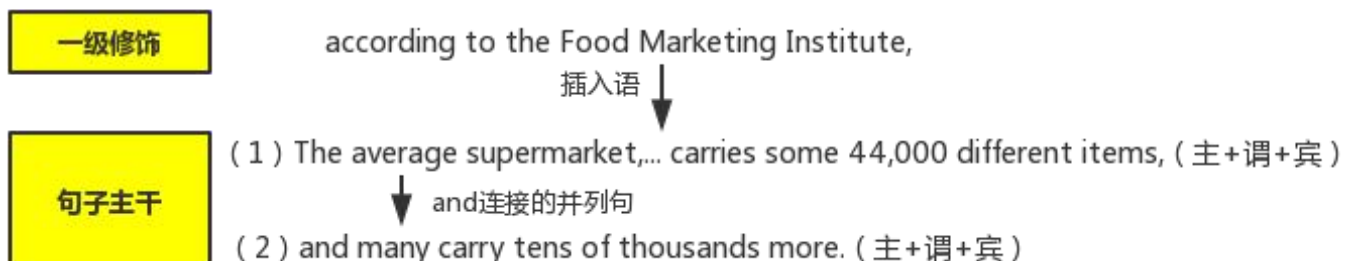 一级修饰
according to the Food Marketing Institute,
插入语
句子主干
（1）The average supermarket,... carries some 44,000 different items,（主+谓+宾）
and连接的并列句
（2）and many carry tens of thousands more.（主+谓+宾）